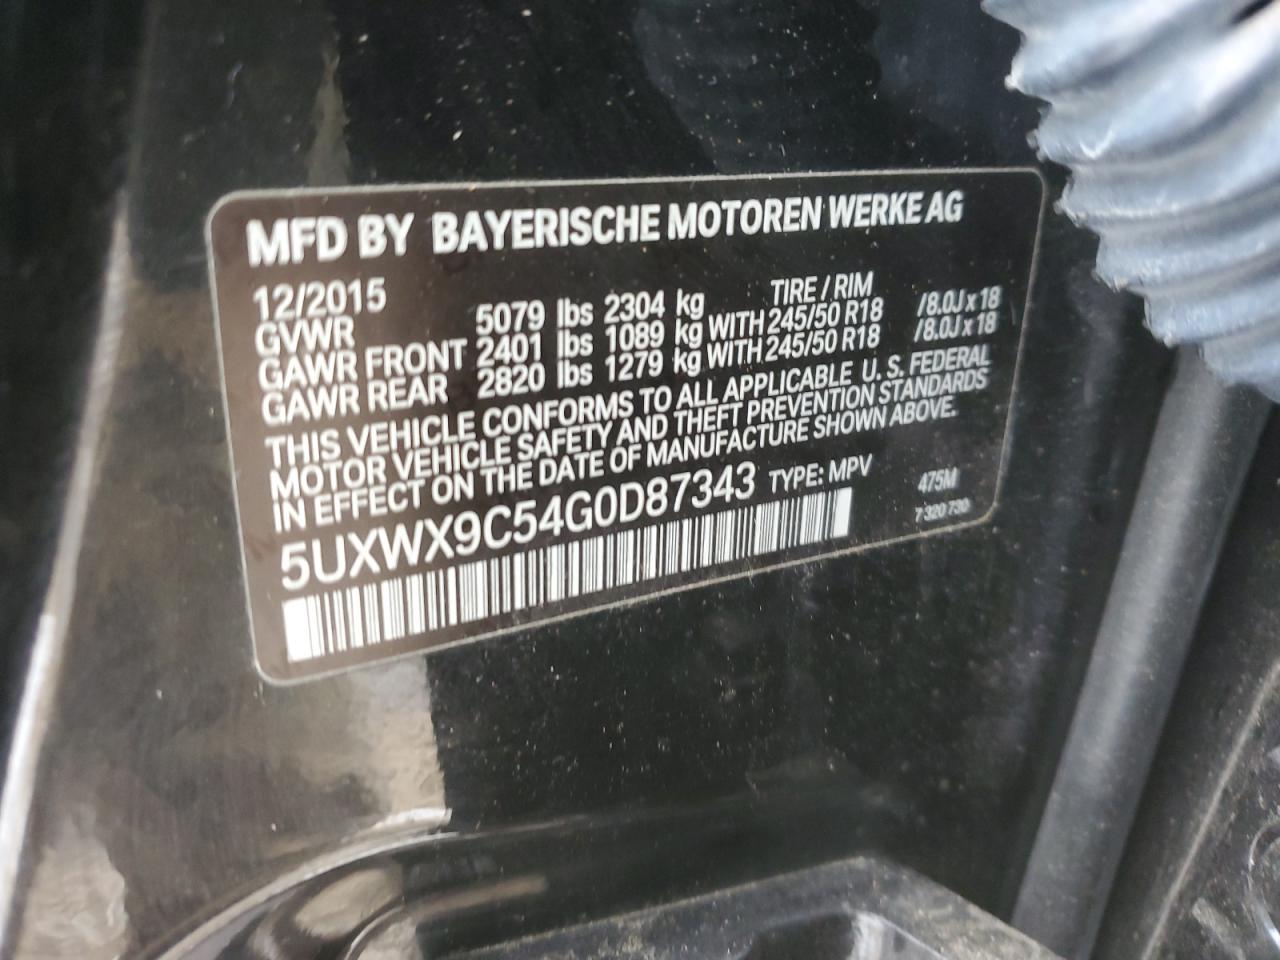 MFD BY BAYERISCHE MOTOREN WERKE AG
12/2015 TIRE / RIM
GVWR 5079 lbs 2304 kg
GAWR FRONT 2401 lbs 1089 kg WITH 245/50 R18 /8.0J x 18
GAWR REAR 2820 lbs 1279 kg WITH 245/50 R18 /8.0J x 18
THIS VEHICLE CONFORMS TO ALL APPLICABLE U. S. FEDERAL
MOTOR VEHICLE SAFETY AND THEFT PREVENTION STANDARDS
IN EFFECT ON THE DATE OF MANUFACTURE SHOWN ABOVE.
5UXWX9C54G0D87343 TYPE: MPV 475M
7 320 730